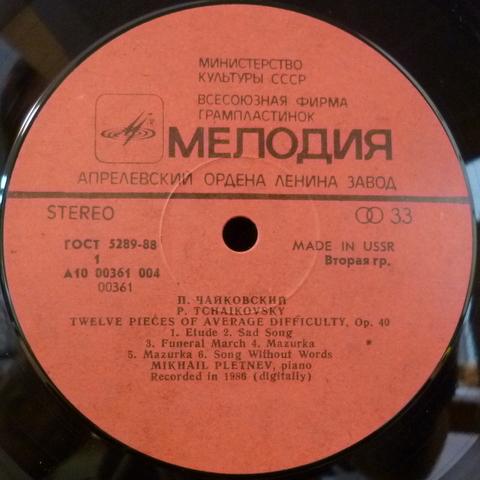 МИНИСТЕРСТВО
КУЛЬТУРЫ СССР
ВСЕСОЮЗНАЯ ФИРМА
ГРАМПЛАСТИНОК
МЕЛОДИЯ
АПРЕЛЕВСКИЙ ОРДЕНА ЛЕНИНА ЗАВОД
STEREO 33
ГОСТ 5289-88 MADE IN USSR
1 Вторая гр.
А10 00361 004
00361
П. ЧАЙКОВСКИЙ
P. TCHAIKOVSKY
TWELVE PIECES OF AVERAGE DIFFICULTY, Op. 40
1. Etude 2. Sad Song
3. Funeral March 4. Mazurka
5. Mazurka 6. Song Without Words
MIKHAIL PLETNEV, piano
Recorded in 1986 (digitally)